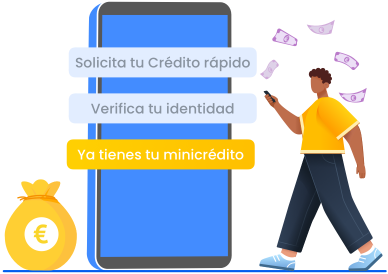 Solicita tu Crédito rápido
Verifica tu identidad
Ya tienes tu minicrédito
€